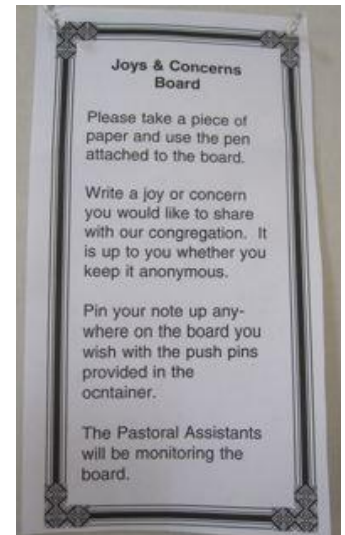 Joys & Concerns
Board
Please take a piece of
paper and use the pen
attached to the board.
Write a joy or concern
you would like to share
with our congregation.  It
is up to you whether you
keep it anonymous.
Pin your note up any-
where on the board you
wish with the push pins
provided in the
ocntainer.
The Pastoral Assistants
will be monitoring the
board.